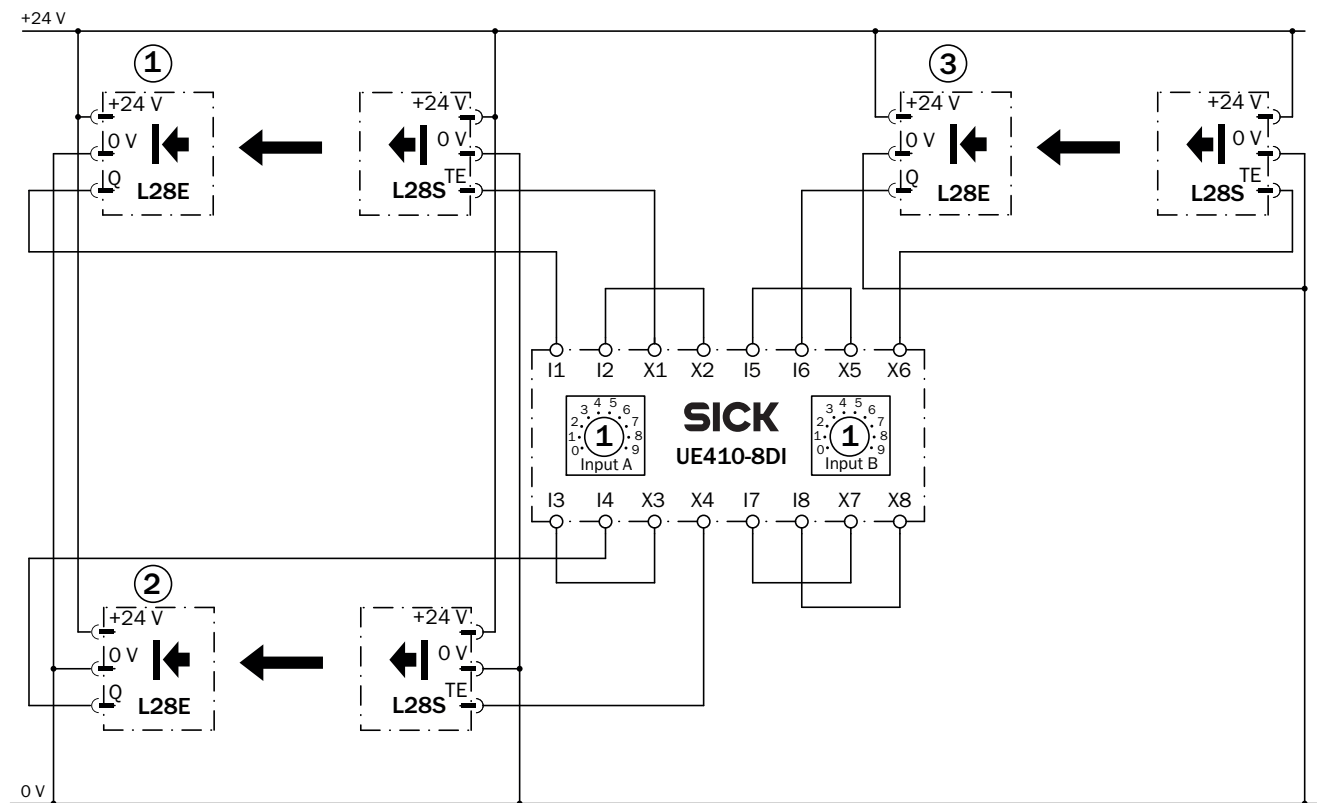 +24 V
1
3
+24 V
0 V
Q
L28E
+24 V
0 V
TE
L28S
+24 V
0 V
Q
L28E
+24 V
0 V
TE
L28S
I1 I2 X1 X2 I5 I6 X5 X6
0 1 2 3 4 5 6 7 8 9
1
Input A
SICK
UE410-8DI
0 1 2 3 4 5 6 7 8 9
1
Input B
I3 I4 X3 X4 I7 I8 X7 X8
2
+24 V
0 V
Q
L28E
+24 V
0 V
TE
L28S
0 V